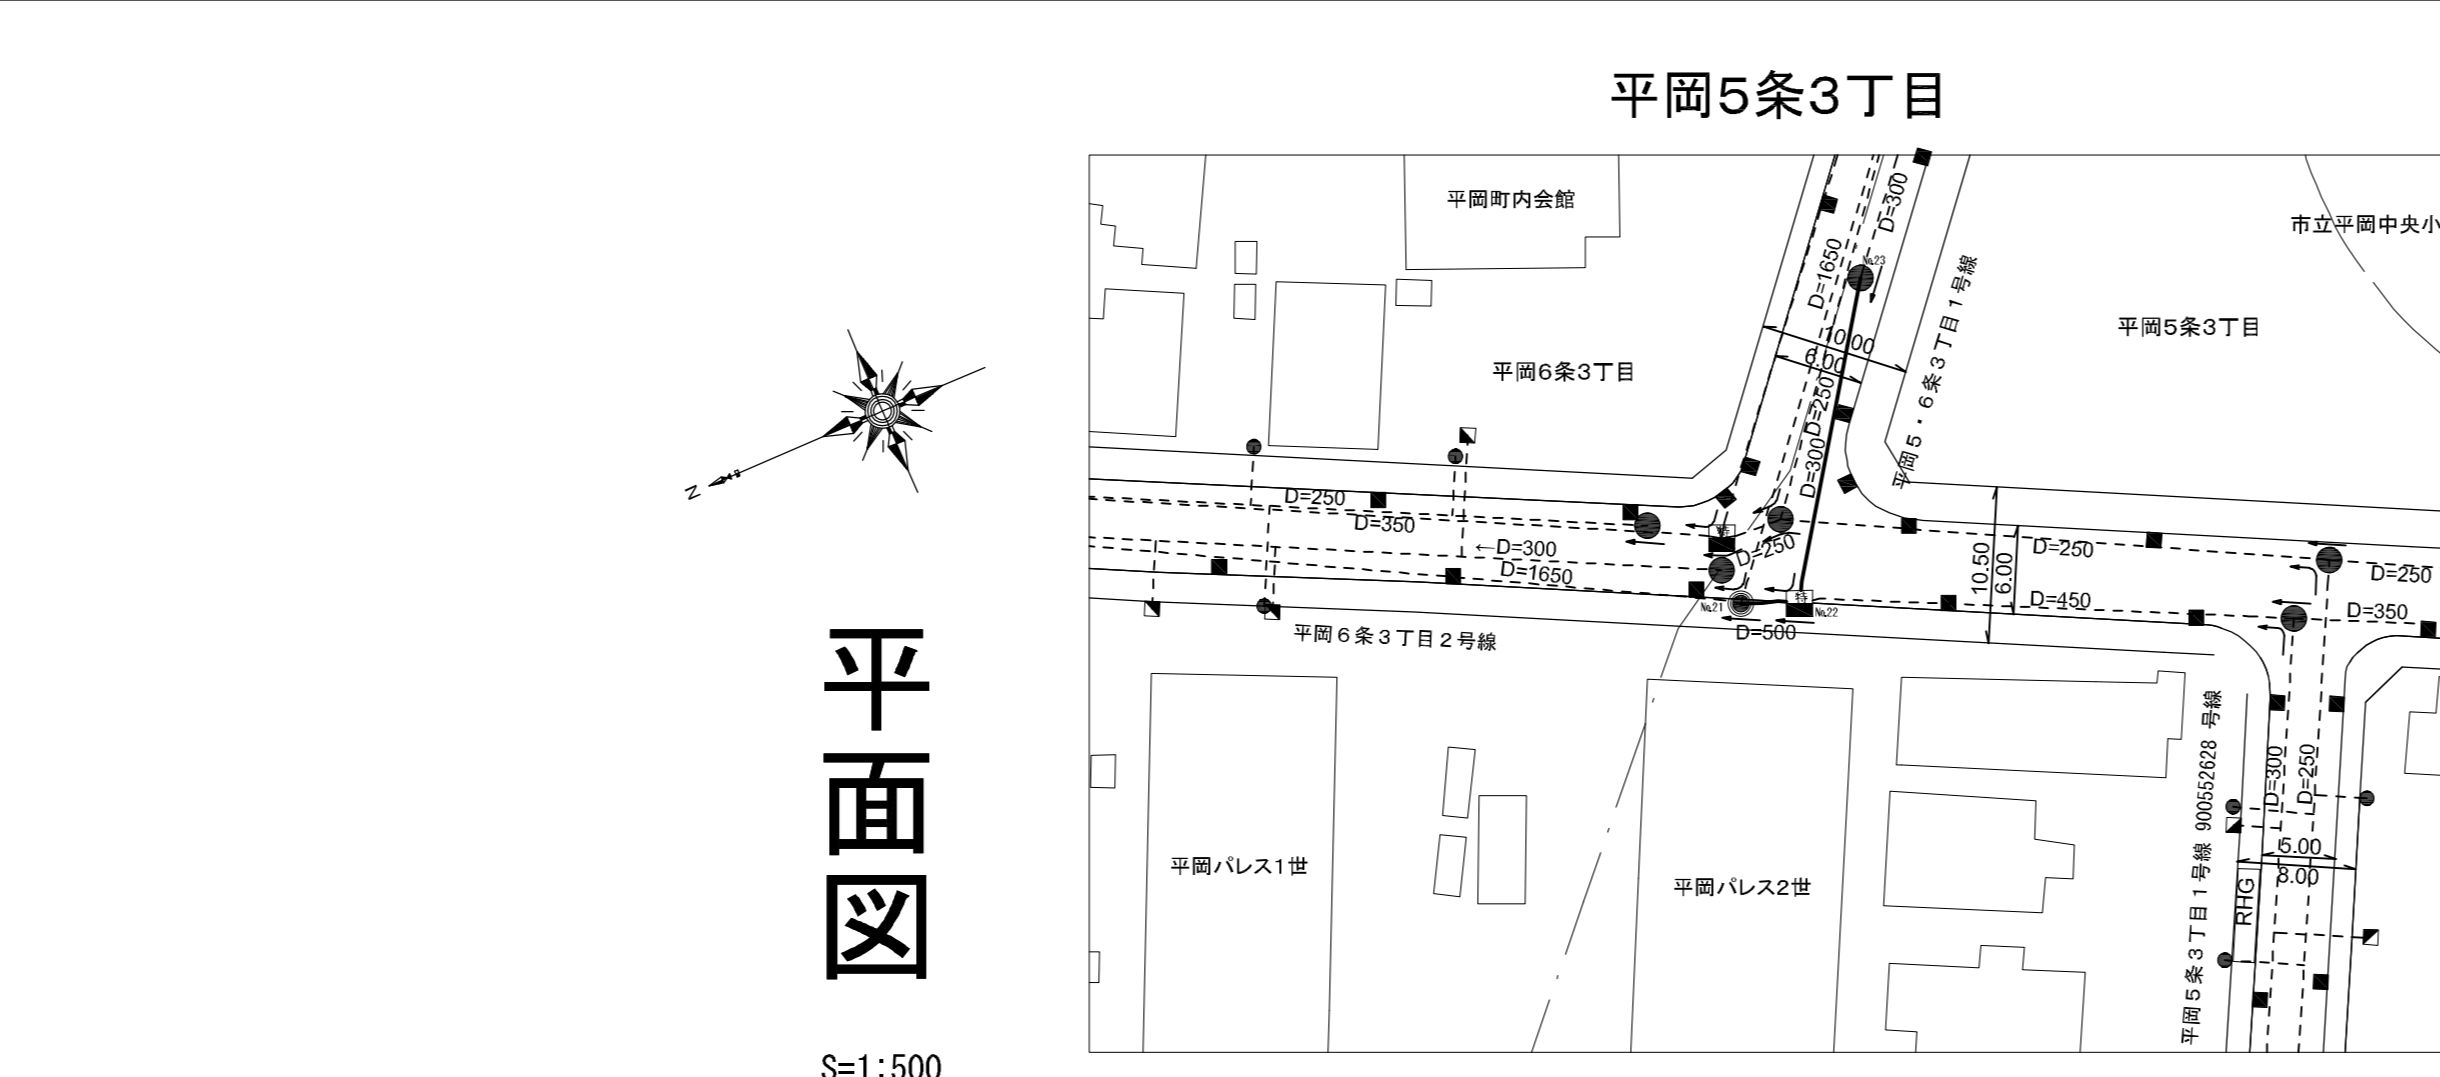 平岡５条３丁目
平岡町内会館
市立平岡中央小
D=300
№23
D=1650
平岡５・６条３丁目１号線
平岡5条3丁目
10.00
6.00
平岡6条3丁目
D=250
D=300
D=250
D=350
←D=300
D=1650
特
D=250
特
№21
№22
D=500
10.50
6.00
D=250
D=450
D=250
D=350
N
平岡６条３丁目２号線
平面図
S=1:500
平岡パレス1世
平岡パレス2世
平岡５条３丁目１号線 90052628 号線
D=300
D=250
5.00
8.00
RHG